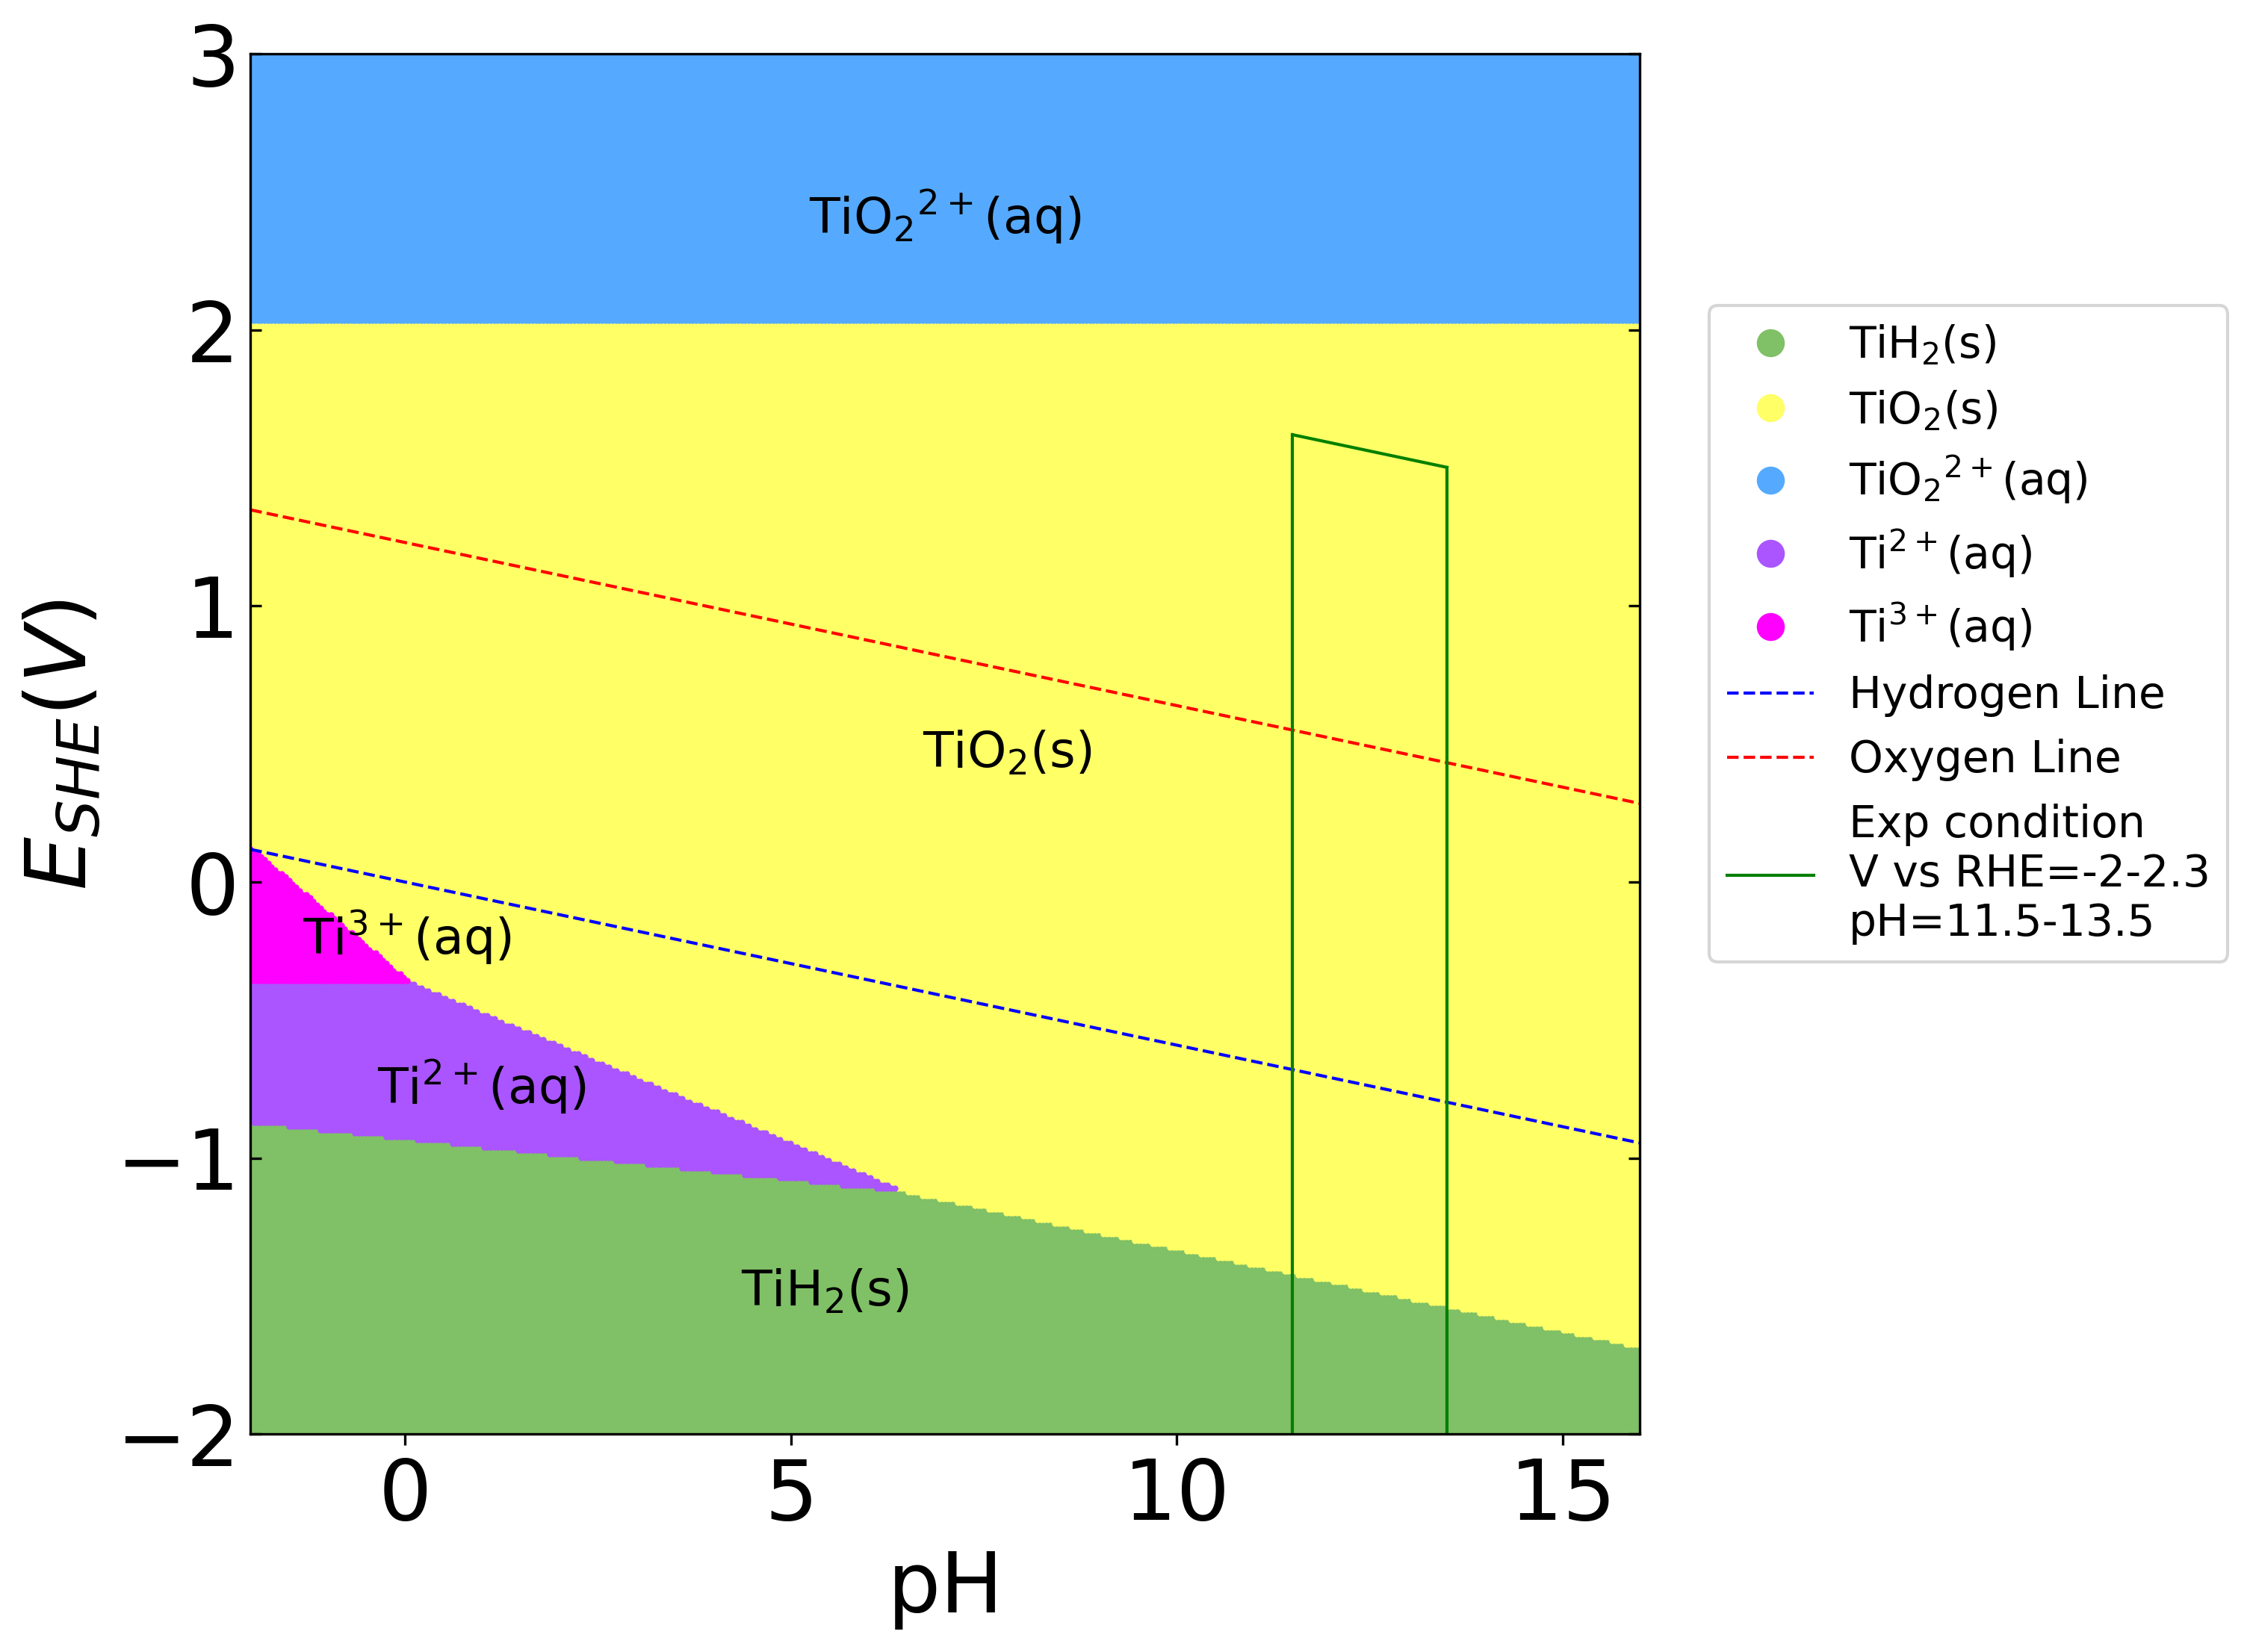 3
2
1
0
−1
−2
E_SHE(V)
TiO₂²⁺(aq)
TiO₂(s)
Ti³⁺(aq)
Ti²⁺(aq)
TiH₂(s)
0 5 10 15
pH
TiH₂(s)
TiO₂(s)
TiO₂²⁺(aq)
Ti²⁺(aq)
Ti³⁺(aq)
Hydrogen Line
Oxygen Line
Exp condition
V vs RHE=-2-2.3
pH=11.5-13.5